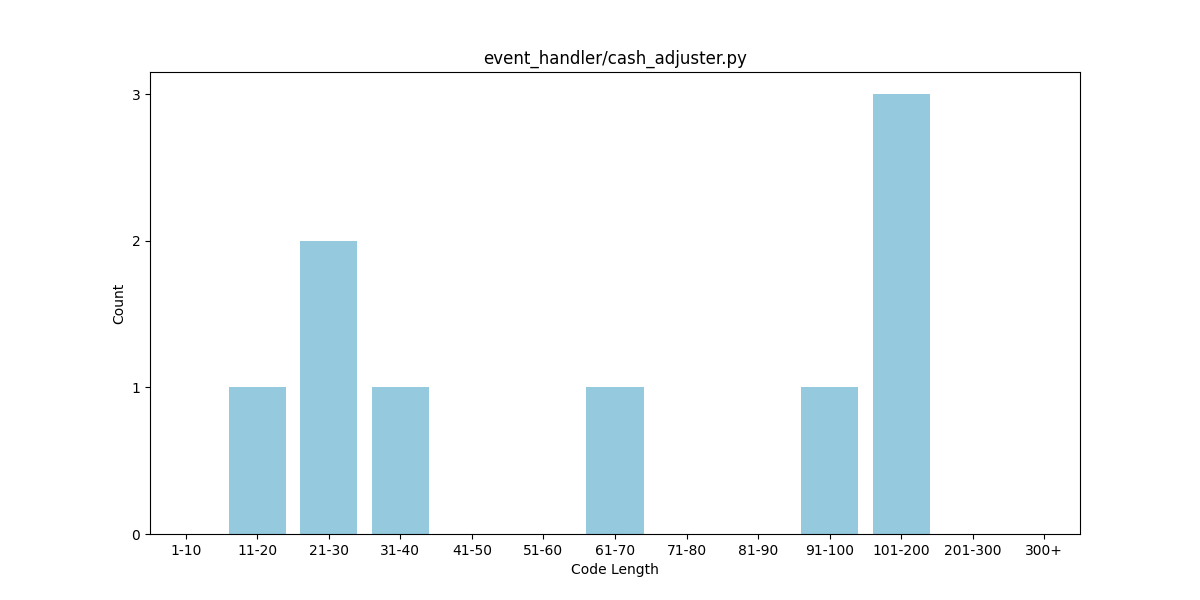 event_handler/cash_adjuster.py
3
2
1
0
Count
1-10 11-20 21-30 31-40 41-50 51-60 61-70 71-80 81-90 91-100 101-200 201-300 300+
Code Length